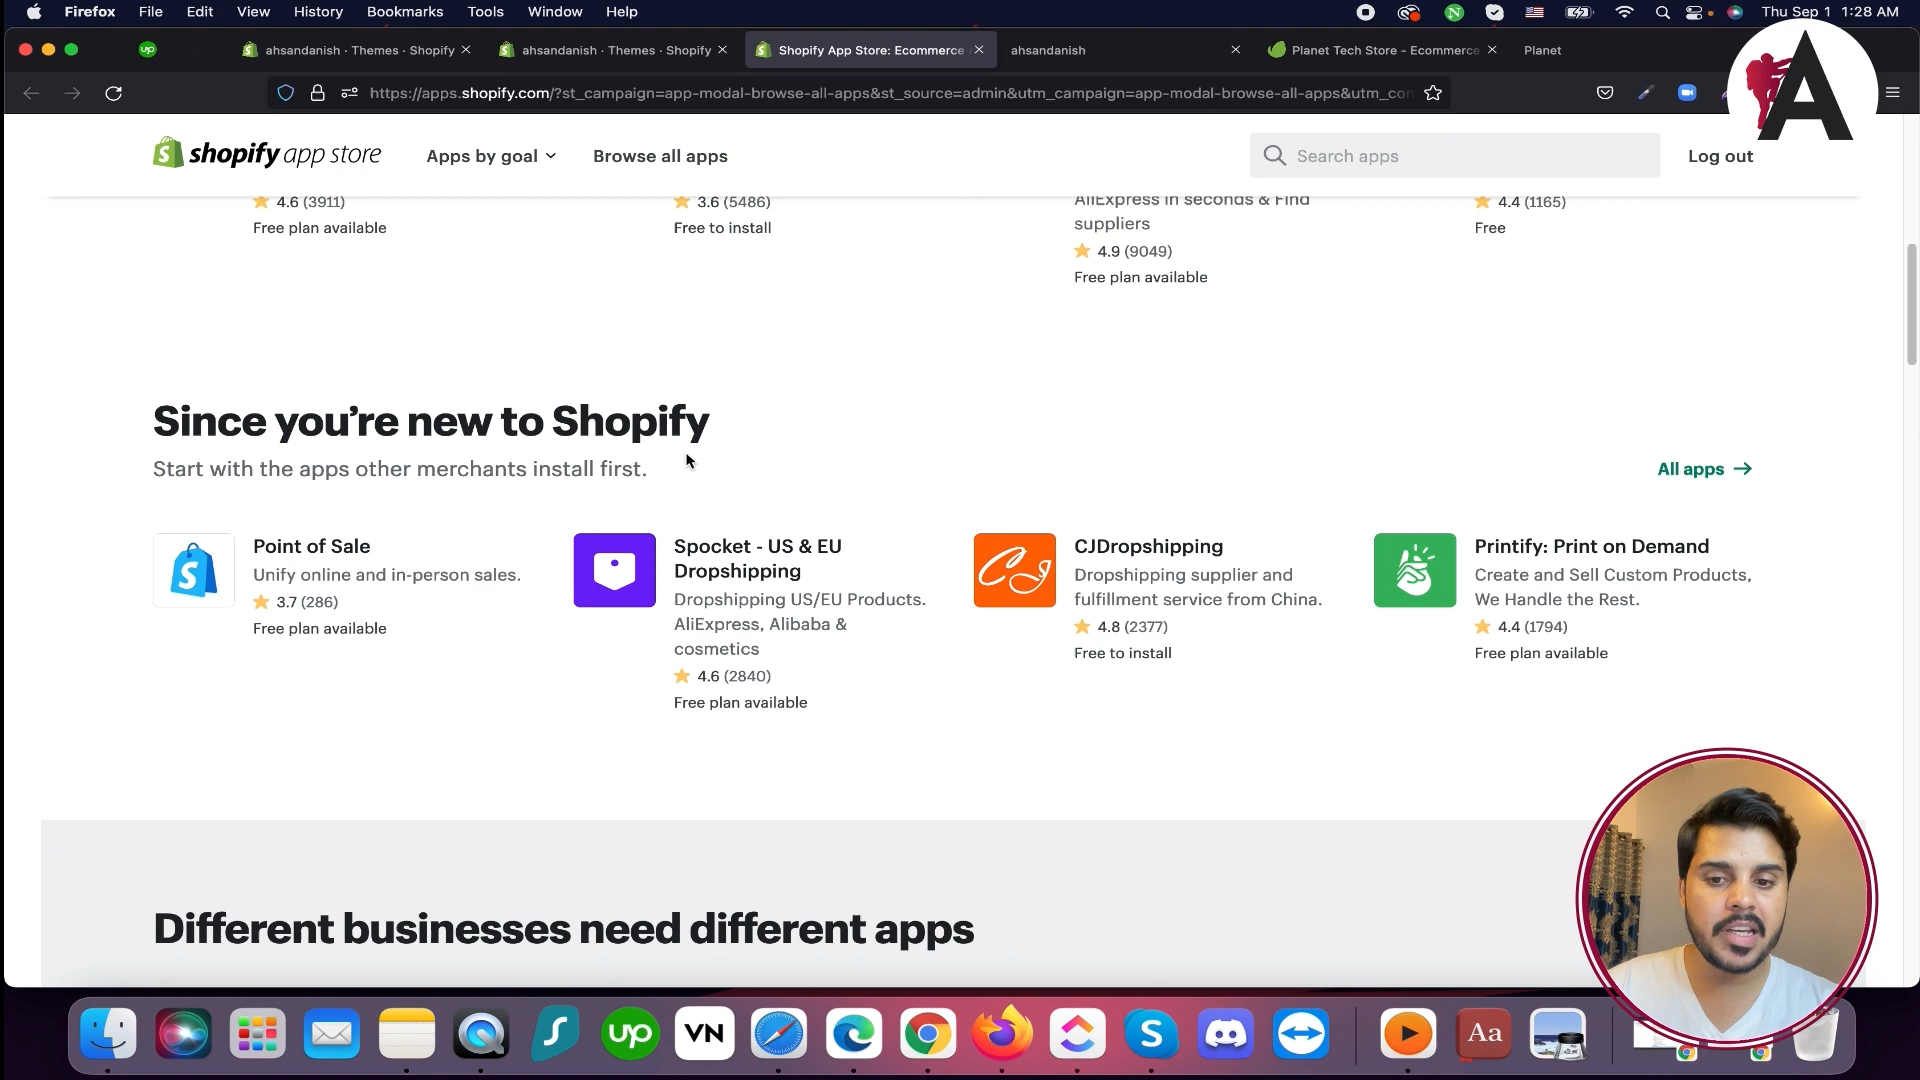 Firefox File Edit View History Bookmarks Tools Window Help
Thu Sep 1 1:28 AM
up
ahsandanish · Themes · Shopify
ahsandanish · Themes · Shopify
Shopify App Store: Ecommerce
ahsandanish
Planet Tech Store - Ecommerce
Planet
https://apps.shopify.com/?st_campaign=app-modal-browse-all-apps&st_source=admin&utm_campaign=app-modal-browse-all-apps&utm_con
A
shopify app store
Apps by goal
Browse all apps
Search apps
Log out
4.6 (3911)
Free plan available
3.6 (5486)
Free to install
AliExpress in seconds & Find
suppliers
4.9 (9049)
Free plan available
4.4 (1165)
Free
Since you're new to Shopify
Start with the apps other merchants install first.
All apps
Point of Sale
Unify online and in-person sales.
3.7 (286)
Free plan available
Spocket - US & EU
Dropshipping
Dropshipping US/EU Products.
AliExpress, Alibaba &
cosmetics
4.6 (2840)
Free plan available
CJ
CJDropshipping
Dropshipping supplier and
fulfillment service from China.
4.8 (2377)
Free to install
Printify: Print on Demand
Create and Sell Custom Products,
We Handle the Rest.
4.4 (1794)
Free plan available
Different businesses need different apps
up
VN
S
Aa